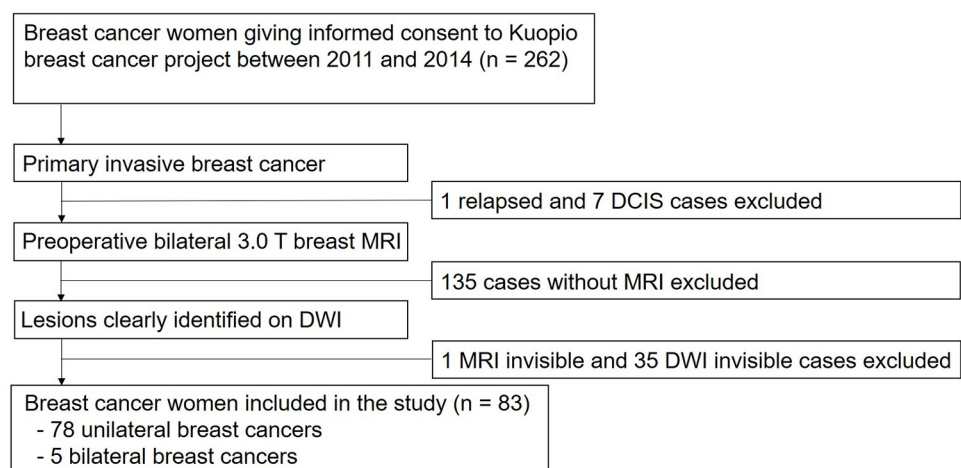 Breast cancer women giving informed consent to Kuopio
breast cancer project between 2011 and 2014 (n = 262)
Primary invasive breast cancer
1 relapsed and 7 DCIS cases excluded
Preoperative bilateral 3.0 T breast MRI
135 cases without MRI excluded
Lesions clearly identified on DWI
1 MRI invisible and 35 DWI invisible cases excluded
Breast cancer women included in the study (n = 83)
- 78 unilateral breast cancers
- 5 bilateral breast cancers